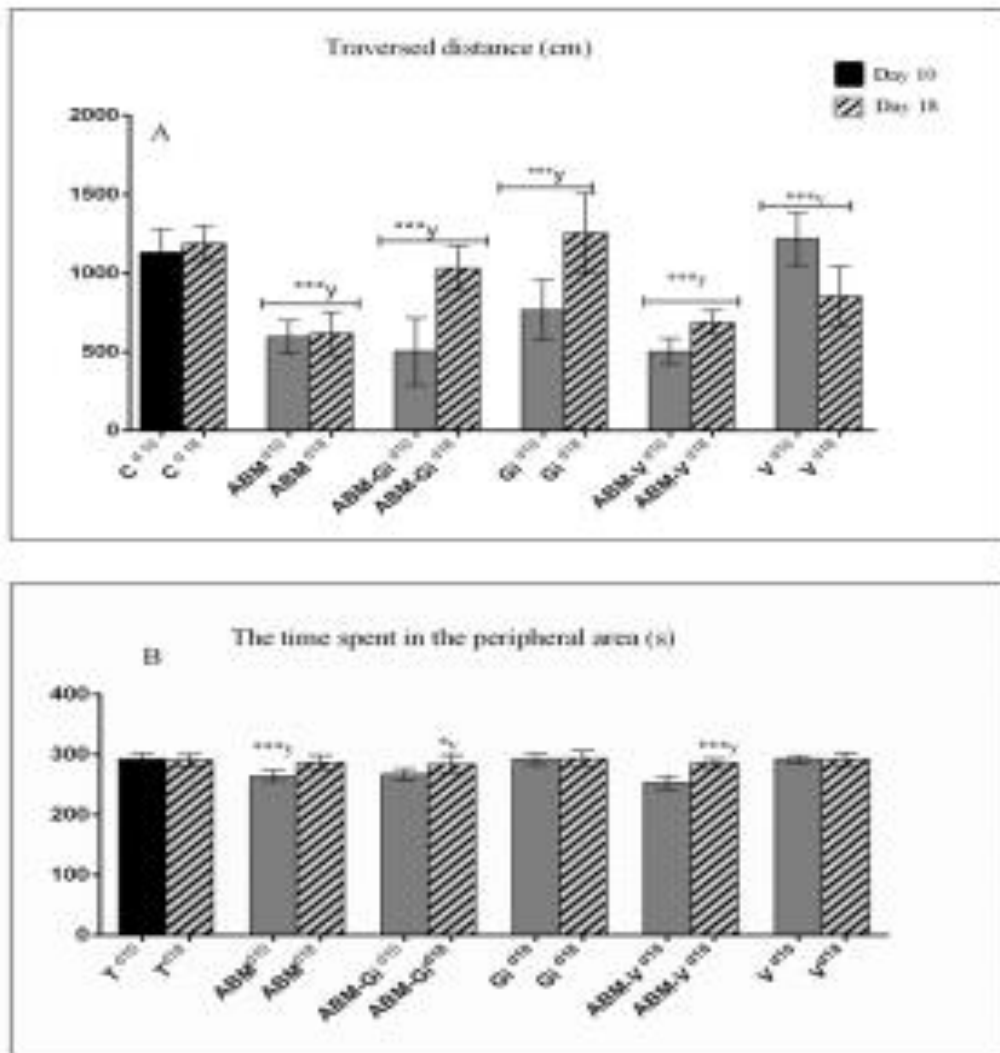 Traversed distance (cm)
Day 10
Day 18
A
2000
1500
1000
500
0
***y
***y
***y
***y
C
C
ABM
ABM
ABM-Gi
ABM-Gi
Gi
Gi
ABM-V
ABM-V
V
V
The time spent in the peripheral area (s)
B
400
300
200
100
0
T
T
ABM
ABM
ABM-Gi
ABM-Gi
Gi
Gi
ABM-V
ABM-V
V
V